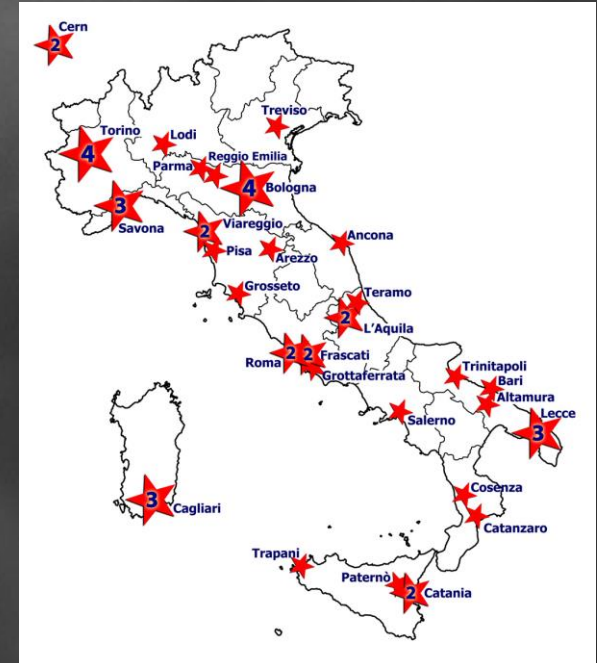 Cern
2
Treviso
Torino
4
Lodi
Parma
Reggio Emilia
4
Bologna
3
Savona
2
Viareggio
Pisa
Arezzo
Ancona
Grosseto
Teramo
2
L'Aquila
Roma
2
2
Frascati
Grottaferrata
Trinitapoli
Bari
Altamura
Lecce
3
Salerno
3
Cagliari
Cosenza
Catanzaro
Trapani
Paternò
2
Catania